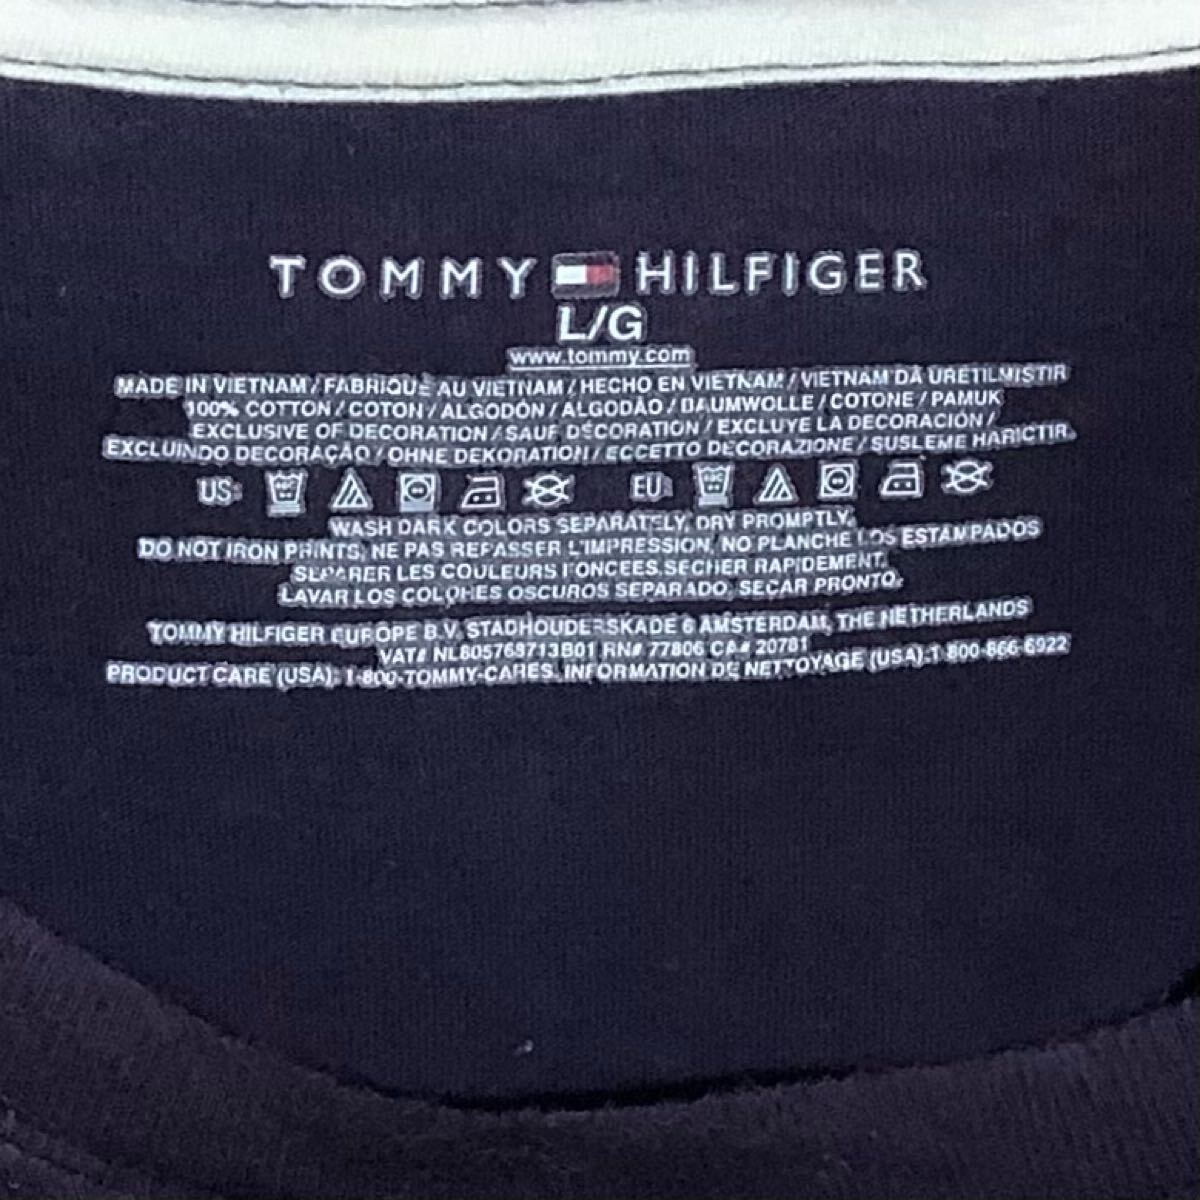 TOMMY HILFIGER
L/G
www.tommy.com
MADE IN VIETNAM / FABRIQUÉ AU VIETNAM / HECHO EN VIETNAM / VIETNAM DA ÜRETILMISTIR
100% COTTON / COTON / ALGODÓN / ALGODÃO / BAUMWOLLE / COTONE / PAMUK
EXCLUSIVE OF DECORATION / SAUF DÉCORATION / EXCLUYE LA DECORACIÓN /
EXCLUINDO DECORAÇÃO / OHNE DEKORATION / ECCETTO DECORAZIONE / SUSLEME HARICTIR.
US: EU:
WASH DARK COLORS SEPARATELY, DRY PROMPTLY.
DO NOT IRON PRINTS, NE PAS REPASSER L'IMPRESSION, NO PLANCHE LOS ESTAMPADOS
SÉPARER LES COULEURS FONCÉES.SECHER RAPIDEMENT.
LAVAR LOS COLORES OSCUROS SEPARADO, SECAR PRONTO.
TOMMY HILFIGER EUROPE B.V. STADHOUDERSKADE 6 AMSTERDAM, THE NETHERLANDS
VAT# NL805768713B01 RN# 77806 CA# 20781
PRODUCT CARE (USA): 1-800-TOMMY-CARES. INFORMATION DE NETTOYAGE (USA):1-800-866-6922